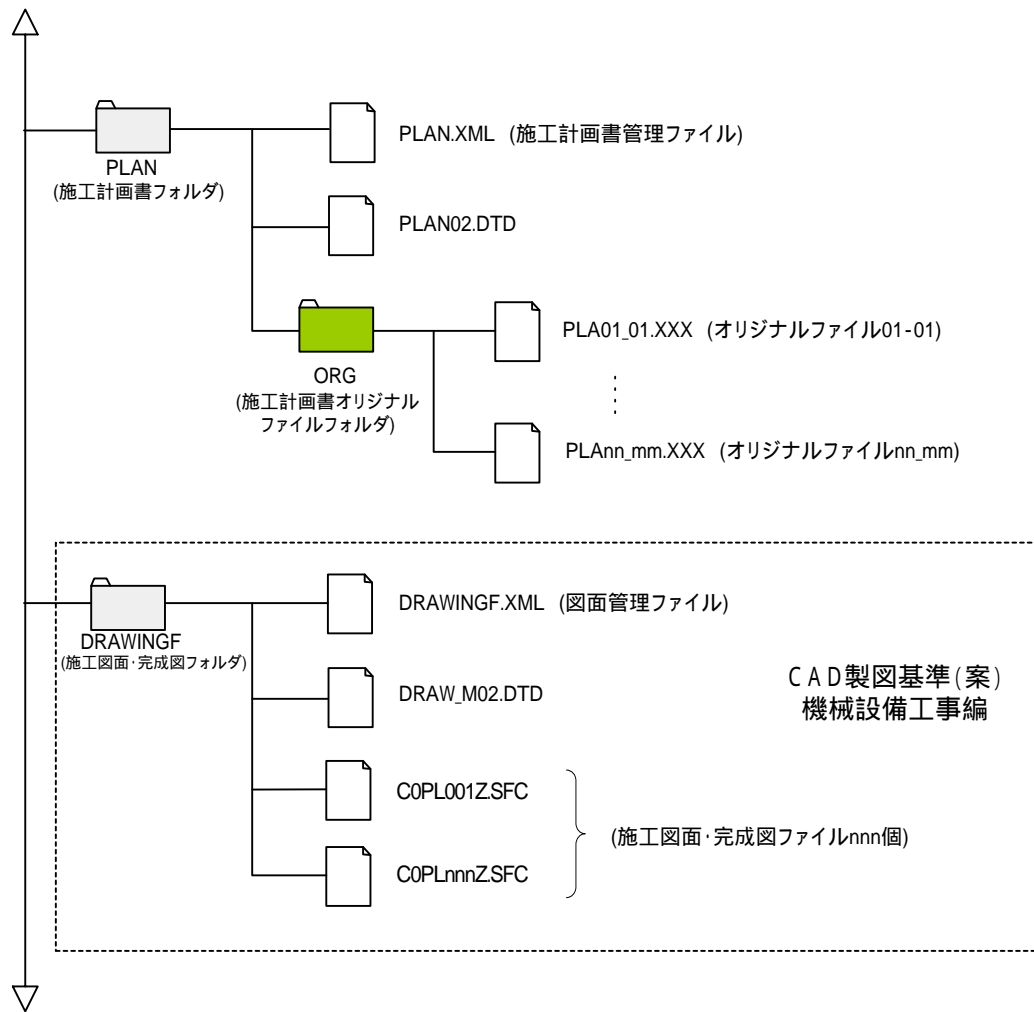 PLAN.XML (施工計画書管理ファイル)
PLAN
(施工計画書フォルダ)
PLAN02.DTD
PLA01_01.XXX (オリジナルファイル01-01)
ORG
(施工計画書オリジナル
ファイルフォルダ)
PLAnn_mm.XXX (オリジナルファイルnn_mm)
DRAWINGF.XML (図面管理ファイル)
DRAWINGF
(施工図面・完成図フォルダ)
DRAW_M02.DTD
CAD製図基準(案)
機械設備工事編
C0PL001Z.SFC
(施工図面・完成図ファイルnnn個)
C0PLnnnZ.SFC